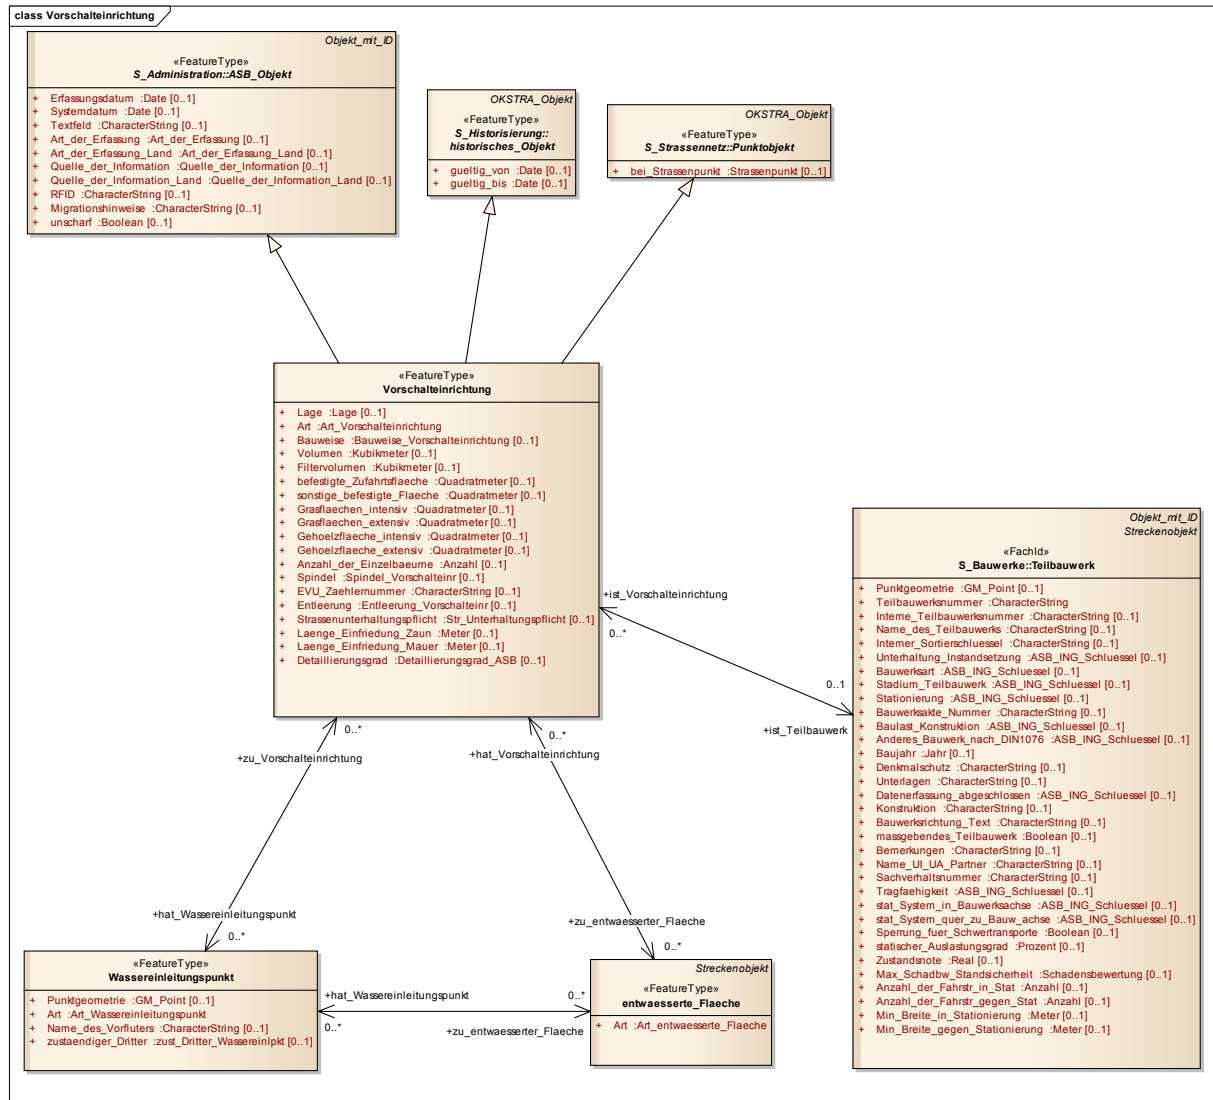 class Vorschalteinrichtung
Objekt_mit_ID
«FeatureType»
S_Administration::ASB_Objekt
+ Erfassungsdatum :Date [0..1]
+ Systemdatum :Date [0..1]
+ Textfeld :CharacterString [0..1]
+ Art_der_Erfassung :Art_der_Erfassung [0..1]
+ Art_der_Erfassung_Land :Art_der_Erfassung_Land [0..1]
+ Quelle_der_Information :Quelle_der_Information [0..1]
+ Quelle_der_Information_Land :Quelle_der_Information_Land [0..1]
+ RFID :CharacterString [0..1]
+ Migrationshinweise :CharacterString [0..1]
+ unscharf :Boolean [0..1]
OKSTRA_Objekt
«FeatureType»
S_Historisierung::
historisches_Objekt
+ gueltig_von :Date [0..1]
+ gueltig_bis :Date [0..1]
OKSTRA_Objekt
«FeatureType»
S_Strassennetz::Punktobjekt
+ bei_Strassenpunkt :Strassenpunkt [0..1]
«FeatureType»
Vorschalteinrichtung
+ Lage :Lage [0..1]
+ Art :Art_Vorschalteinrichtung
+ Bauweise :Bauweise_Vorschalteinrichtung [0..1]
+ Volumen :Kubikmeter [0..1]
+ Filtervolumen :Kubikmeter [0..1]
+ befestigte_Zufahrtsflaeche :Quadratmeter [0..1]
+ sonstige_befestigte_Flaeche :Quadratmeter [0..1]
+ Grasflaechen_intensiv :Quadratmeter [0..1]
+ Grasflaechen_extensiv :Quadratmeter [0..1]
+ Gehoelzflaeche_intensiv :Quadratmeter [0..1]
+ Gehoelzflaeche_extensiv :Quadratmeter [0..1]
+ Anzahl_der_Einzelbaeume :Anzahl [0..1]
+ Spindel :Spindel_Vorschalteinr [0..1]
+ EVU_Zaehlernummer :CharacterString [0..1]
+ Entleerung :Entleerung_Vorschalteinr [0..1]
+ Strassenunterhaltungspflicht :Str_Unterhaltungspflicht [0..1]
+ Laenge_Einfriedung_Zaun :Meter [0..1]
+ Laenge_Einfriedung_Mauer :Meter [0..1]
+ Detaillierungsgrad :Detaillierungsgrad_ASB [0..1]
Objekt_mit_ID
Streckenobjekt
«FachId»
S_Bauwerke::Teilbauwerk
+ Punktgeometrie :GM_Point [0..1]
+ Teilbauwerksnummer :CharacterString
+ Interne_Teilbauwerksnummer :CharacterString [0..1]
+ Name_des_Teilbauwerks :CharacterString [0..1]
+ Interner_Sortierschluessel :CharacterString [0..1]
+ Unterhaltung_Instandsetzung :ASB_ING_Schluessel [0..1]
+ Bauwerksart :ASB_ING_Schluessel [0..1]
+ Stadium_Teilbauwerk :ASB_ING_Schluessel [0..1]
+ Stationierung :ASB_ING_Schluessel [0..1]
+ Bauwerksakte_Nummer :CharacterString [0..1]
+ Baulast_Konstruktion :ASB_ING_Schluessel [0..1]
+ Anderes_Bauwerk_nach_DIN1076 :ASB_ING_Schluessel [0..1]
+ Baujahr :Jahr [0..1]
+ Denkmalschutz :CharacterString [0..1]
+ Unterlagen :CharacterString [0..1]
+ Datenerfassung_abgeschlossen :ASB_ING_Schluessel [0..1]
+ Konstruktion :CharacterString [0..1]
+ Bauwerksrichtung_Text :CharacterString [0..1]
+ massgebendes_Teilbauwerk :Boolean [0..1]
+ Bemerkungen :CharacterString [0..1]
+ Name_UI_UA_Partner :CharacterString [0..1]
+ Sachverhaltsnummer :CharacterString [0..1]
+ Tragfaehigkeit :ASB_ING_Schluessel [0..1]
+ stat_System_in_Bauwerksachse :ASB_ING_Schluessel [0..1]
+ stat_System_quer_zu_Bauw_achse :ASB_ING_Schluessel [0..1]
+ Sperrung_fuer_Schwertransporte :Boolean [0..1]
+ statischer_Auslastungsgrad :Prozent [0..1]
+ Zustandsnote :Real [0..1]
+ Max_Schadbw_Standsicherheit :Schadensbewertung [0..1]
+ Anzahl_der_Fahrstr_in_Stat :Anzahl [0..1]
+ Anzahl_der_Fahrstr_gegen_Stat :Anzahl [0..1]
+ Min_Breite_in_Stationierung :Meter [0..1]
+ Min_Breite_gegen_Stationierung :Meter [0..1]
+ist_Vorschalteinrichtung
0..*
0..1
+ist_Teilbauwerk
0..*
+zu_Vorschalteinrichtung
0..*
+hat_Vorschalteinrichtung
+hat_Wassereinleitungspunkt
0..*
+zu_entwaesserter_Flaeche
0..*
«FeatureType»
Wassereinleitungspunkt
+ Punktgeometrie :GM_Point [0..1]
+ Art :Art_Wassereinleitungspunkt
+ Name_des_Vorfluters :CharacterString [0..1]
+ zustaendiger_Dritter :zust_Dritter_Wassereinlpkt [0..1]
+hat_Wassereinleitungspunkt
0..*
0..*
+zu_entwaesserter_Flaeche
Streckenobjekt
«FeatureType»
entwaesserte_Flaeche
+ Art :Art_entwaesserte_Flaeche